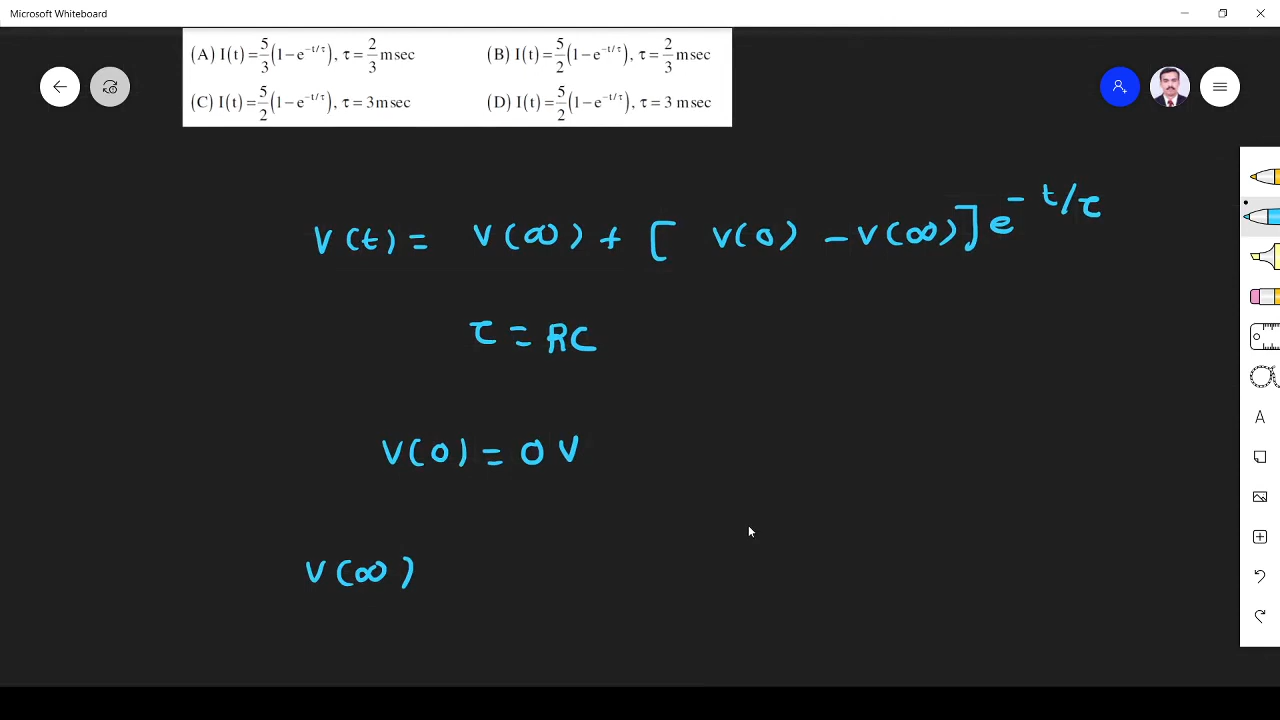 Microsoft Whiteboard
(A) I(t) = 5/3 (1−e^−t/τ), τ = 2/3 msec (B) I(t) = 5/2 (1−e^−t/τ), τ = 2/3 msec
(C) I(t) = 5/2 (1−e^−t/τ), τ = 3 msec (D) I(t) = 5/2 (1−e^−t/τ), τ = 3 msec
V(t) = V(∞) + [ V(0) − V(∞)] e^−t/τ
τ = RC
V(0) = 0 V
V(∞)
A